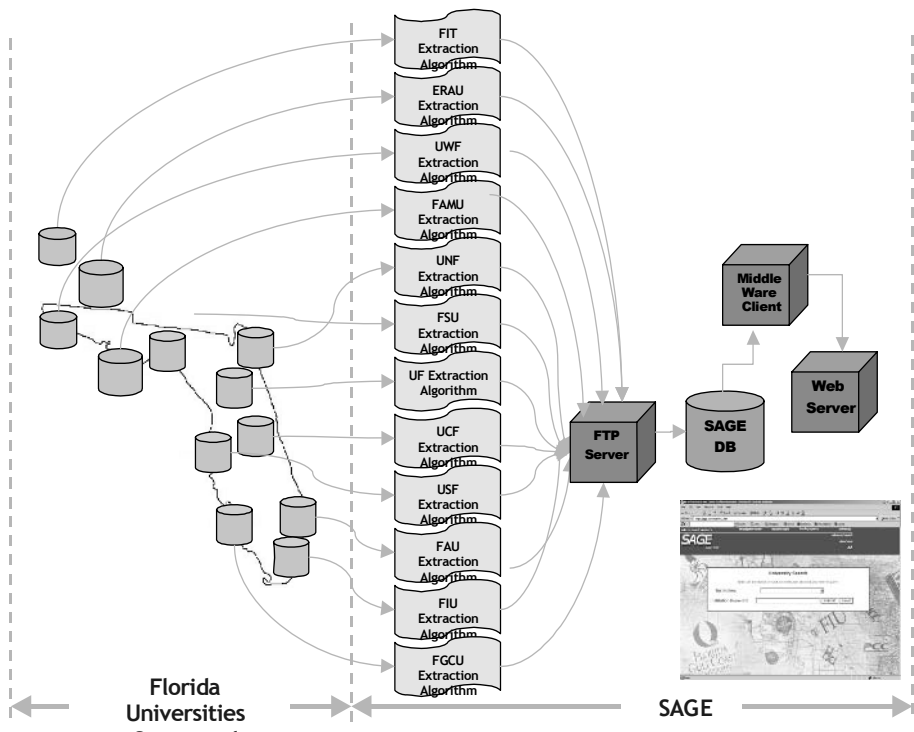 FIT
Extraction
Algorithm
ERAU
Extraction
Algorithm
UWF
Extraction
Algorithm
FAMU
Extraction
Algorithm
UNF
Extraction
Algorithm
FSU
Extraction
Algorithm
UF Extraction
Algorithm
UCF
Extraction
Algorithm
USF
Extraction
Algorithm
FAU
Extraction
Algorithm
FIU
Extraction
Algorithm
FGCU
Extraction
Algorithm
FTP
Server
SAGE
DB
Middle
Ware
Client
Web
Server
SAGE
FIU
Florida
Universities
SAGE